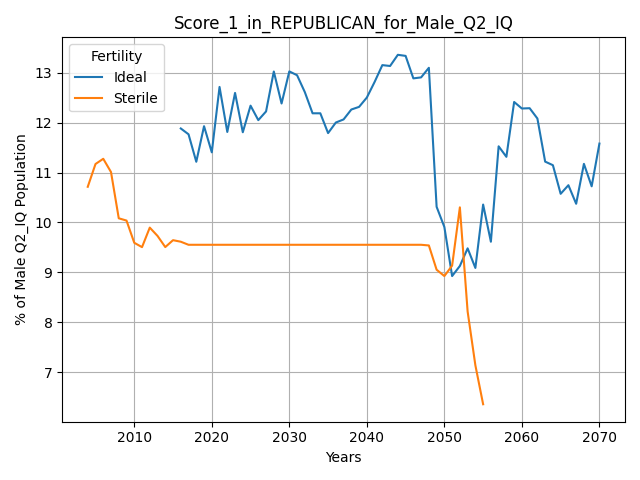 Score_1_in_REPUBLICAN_for_Male_Q2_IQ
Fertility
Ideal
Sterile
% of Male Q2_IQ Population
13
12
11
10
9
8
7
2010 2020 2030 2040 2050 2060 2070
Years